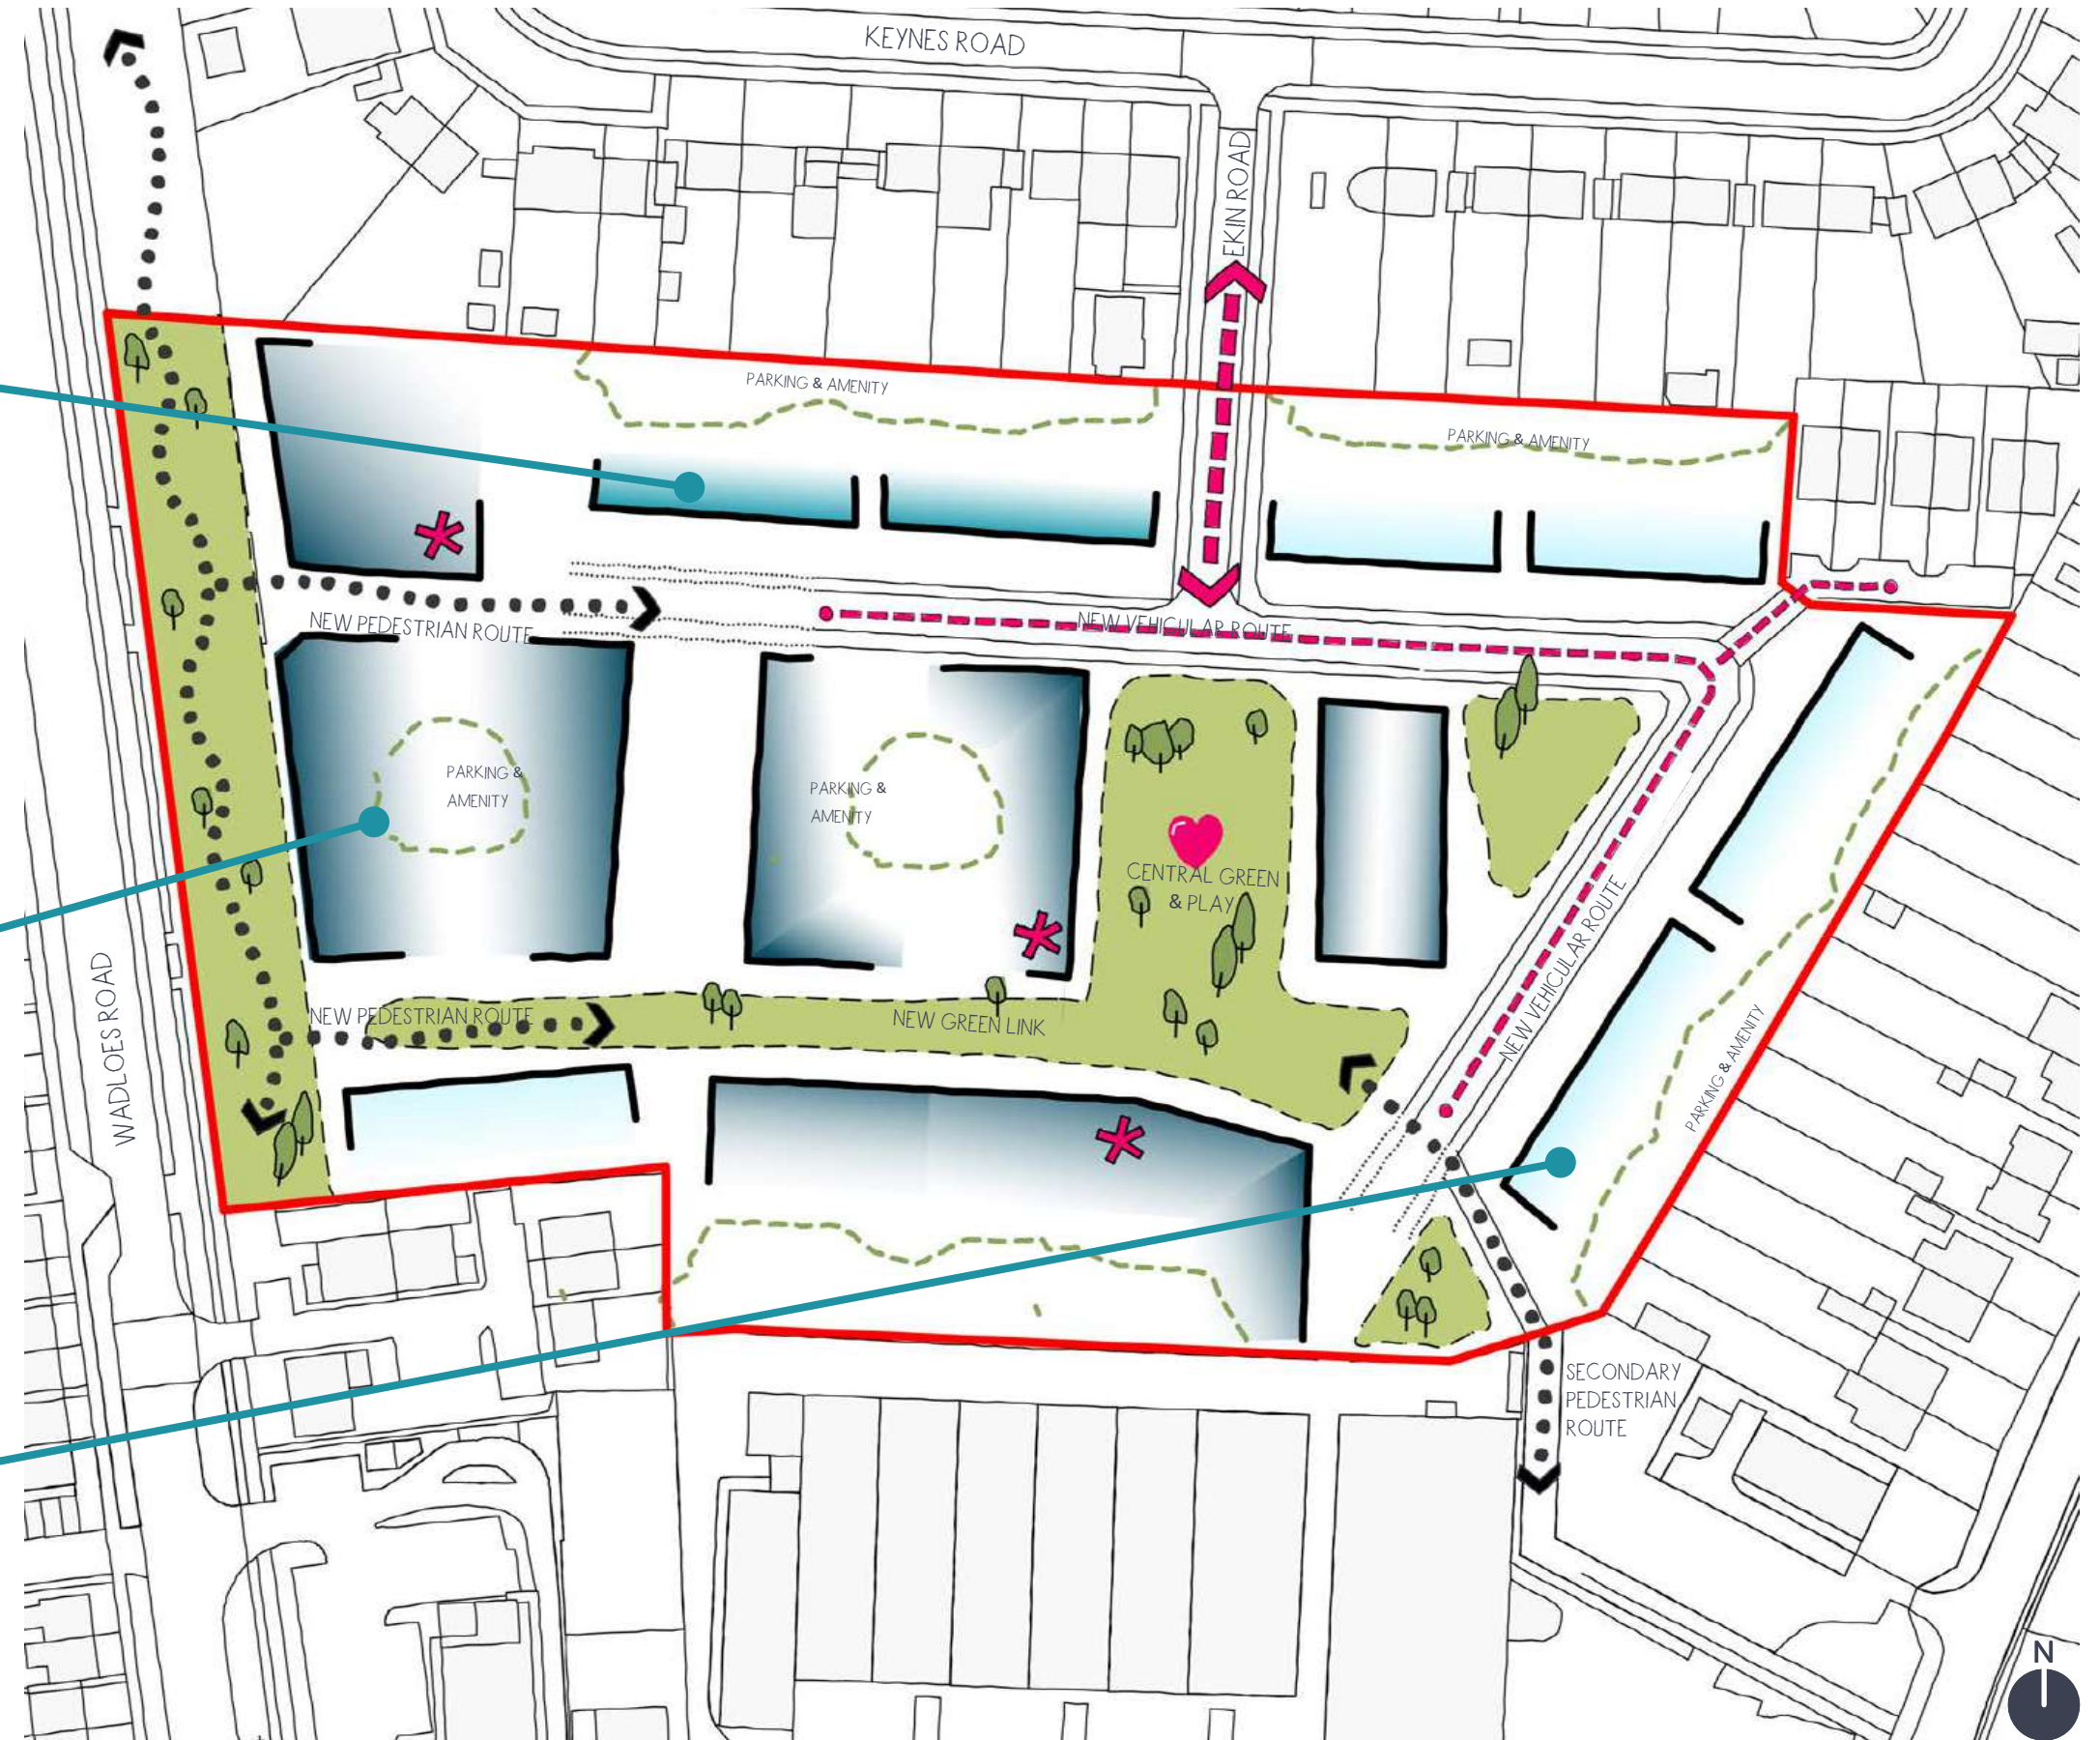 KEYNES ROAD
EKIN ROAD
PARKING & AMENITY
PARKING & AMENITY
NEW PEDESTRIAN ROUTE
NEW VEHICULAR ROUTE
PARKING &
AMENITY
PARKING &
AMENITY
CENTRAL GREEN
& PLAY
NEW VEHICULAR ROUTE
WADLOES ROAD
NEW PEDESTRIAN ROUTE
NEW GREEN LINK
PARKING & AMENITY
SECONDARY
PEDESTRIAN
ROUTE
N